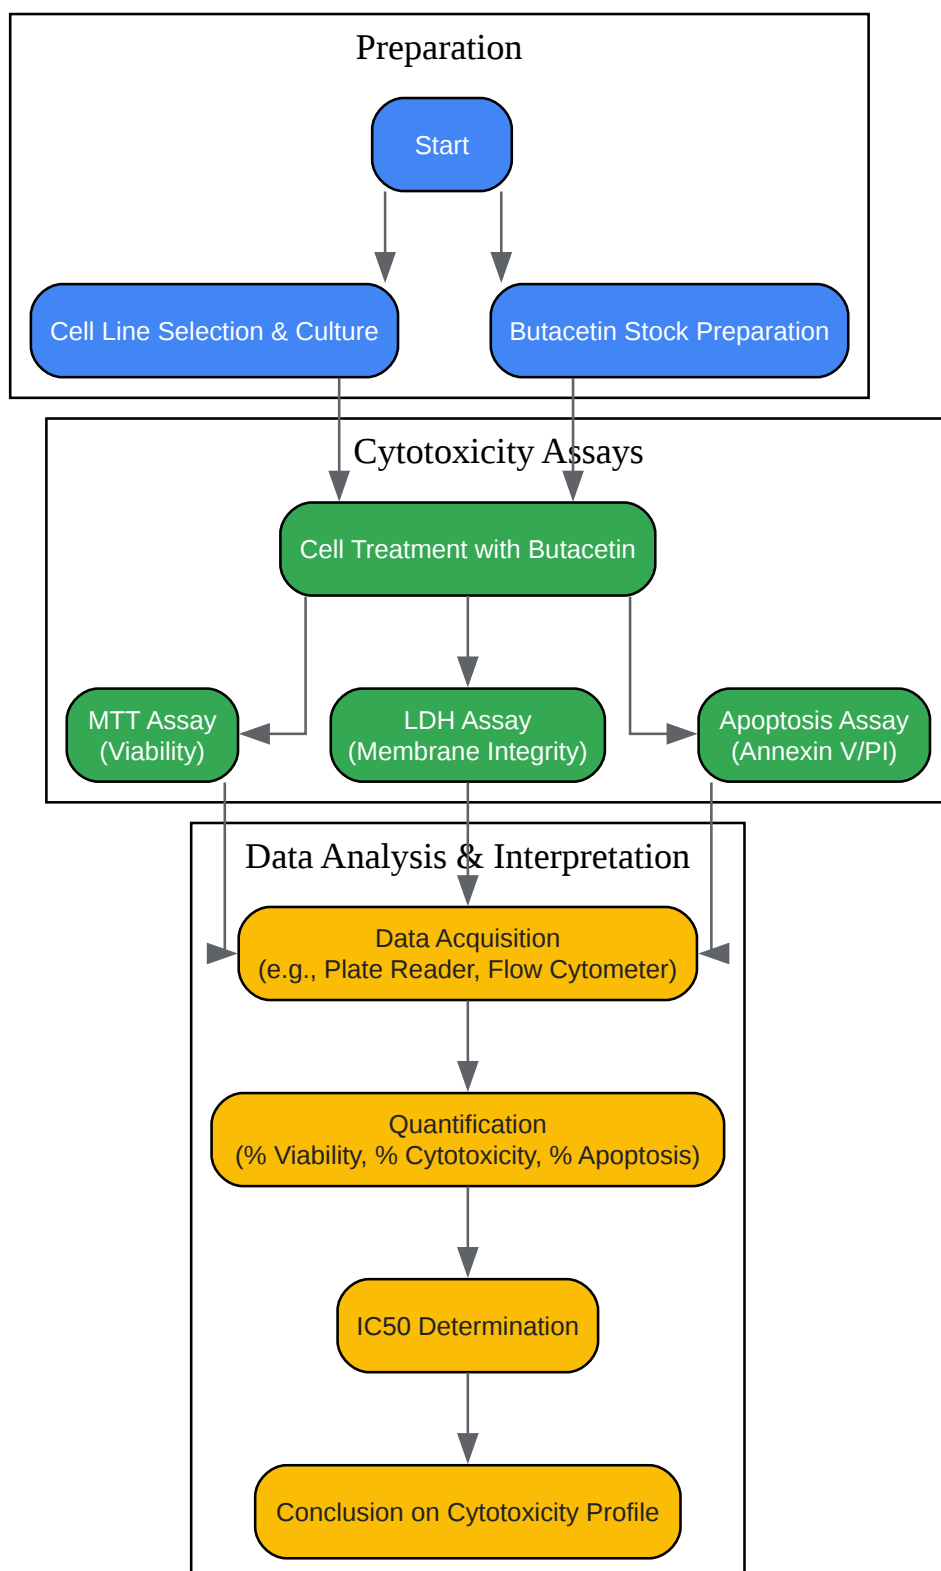 Preparation
Start
Cell Line Selection & Culture
Butacetin Stock Preparation
Cytotoxicity Assays
Cell Treatment with Butacetin
MTT Assay
(Viability)
LDH Assay
(Membrane Integrity)
Apoptosis Assay
(Annexin V/PI)
Data Analysis & Interpretation
Data Acquisition
(e.g., Plate Reader, Flow Cytometer)
Quantification
(% Viability, % Cytotoxicity, % Apoptosis)
IC50 Determination
Conclusion on Cytotoxicity Profile